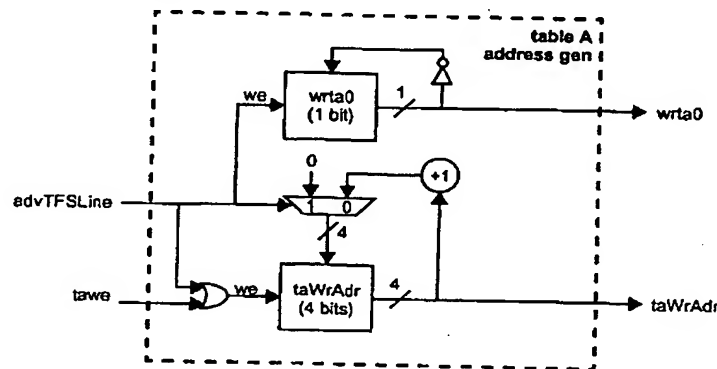 table A
address gen
1
we
wrta0
(1 bit)
wrta0
0
+1
advTFSLine
1 0
4
tawe
we
taWrAdr
(4 bits)
4
taWrAdr